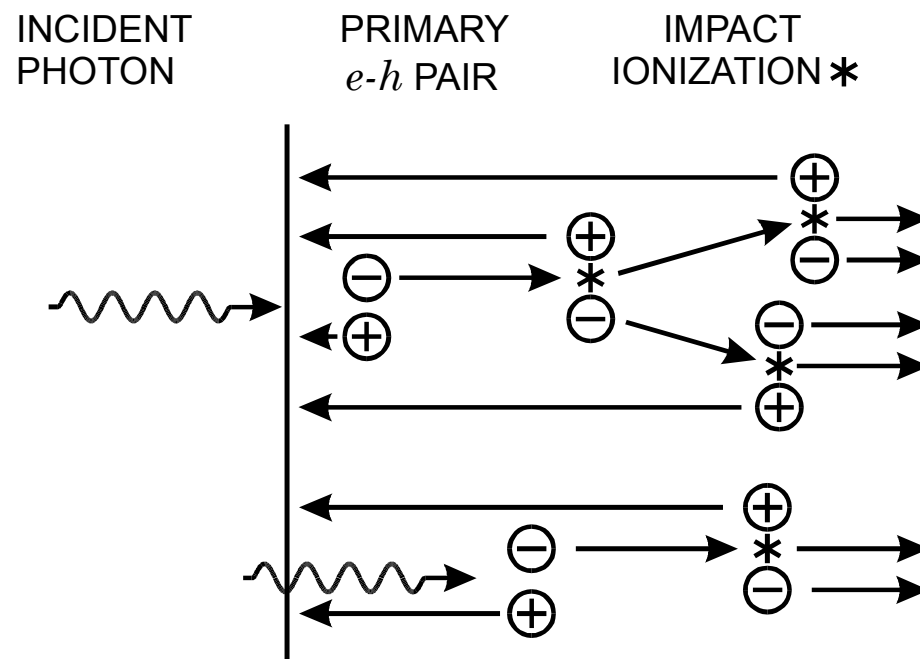 INCIDENT
PHOTON
PRIMARY
e-h PAIR
IMPACT
IONIZATION *